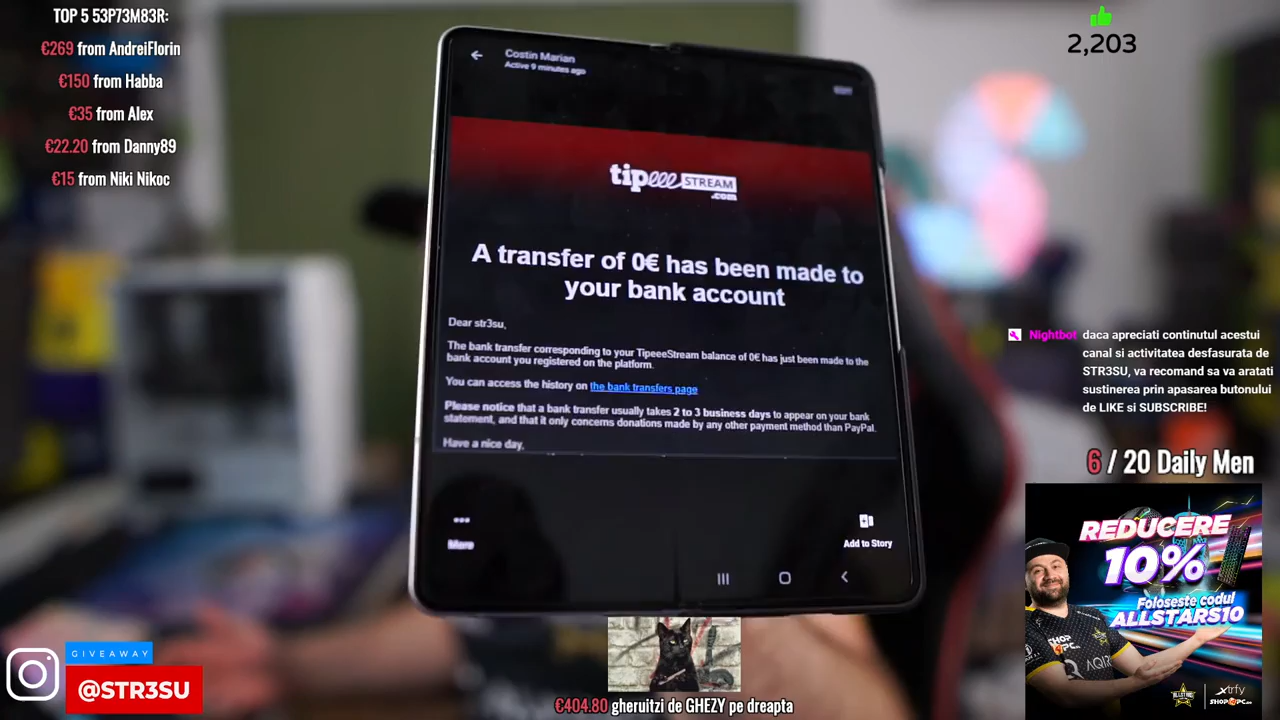 TOP 5 53P73M83R:
€269 from AndreiFlorin
€150 from Habba
€35 from Alex
€22.20 from Danny89
€15 from Niki Nikoc
2,203
Costin Marian
Active 9 minutes ago
tipeee STREAM
.com
A transfer of 0€ has been made to
your bank account
Dear str3su,
The bank transfer corresponding to your TipeeeStream balance of 0€ has just been made to the
bank account you registered on the platform.
You can access the history on the bank transfers page
Please notice that a bank transfer usually takes 2 to 3 business days to appear on your bank
statement, and that it only concerns donations made by any other payment method than PayPal.
Have a nice day,
More
Add to Story
Nightbot daca apreciati continutul acestui
canal si activitatea desfasurata de
STR3SU, va recomand sa va aratati
sustinerea prin apasarea butonului
de LIKE si SUBSCRIBE!
6 / 20 Daily Men
REDUCERE
10%
Foloseste codul
ALLSTARS10
SHOP
PC
AQIR
ALLSTARS
xtrfy
SHOP4PC.RO
GIVEAWAY
@STR3SU
€404.80 gheruitzi de GHEZY pe dreapta